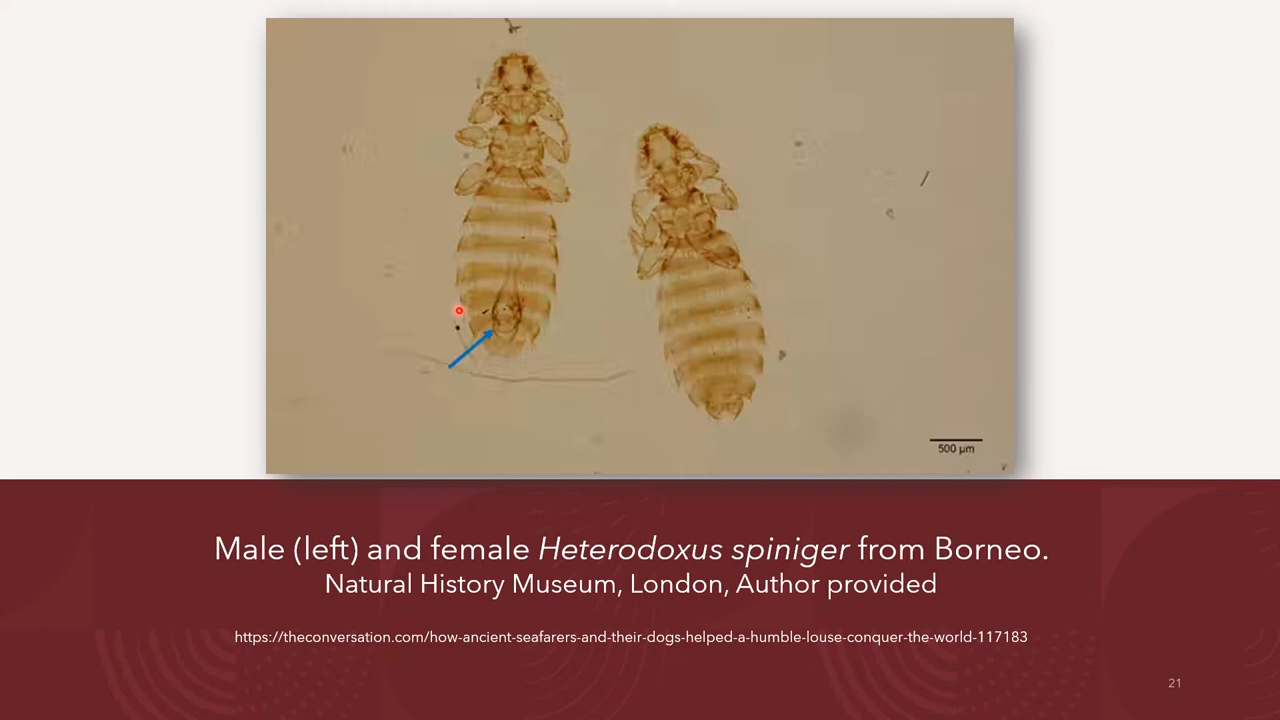 500 µm
Male (left) and female Heterodoxus spiniger from Borneo.
Natural History Museum, London, Author provided
https://theconversation.com/how-ancient-seafarers-and-their-dogs-helped-a-humble-louse-conquer-the-world-117183
21